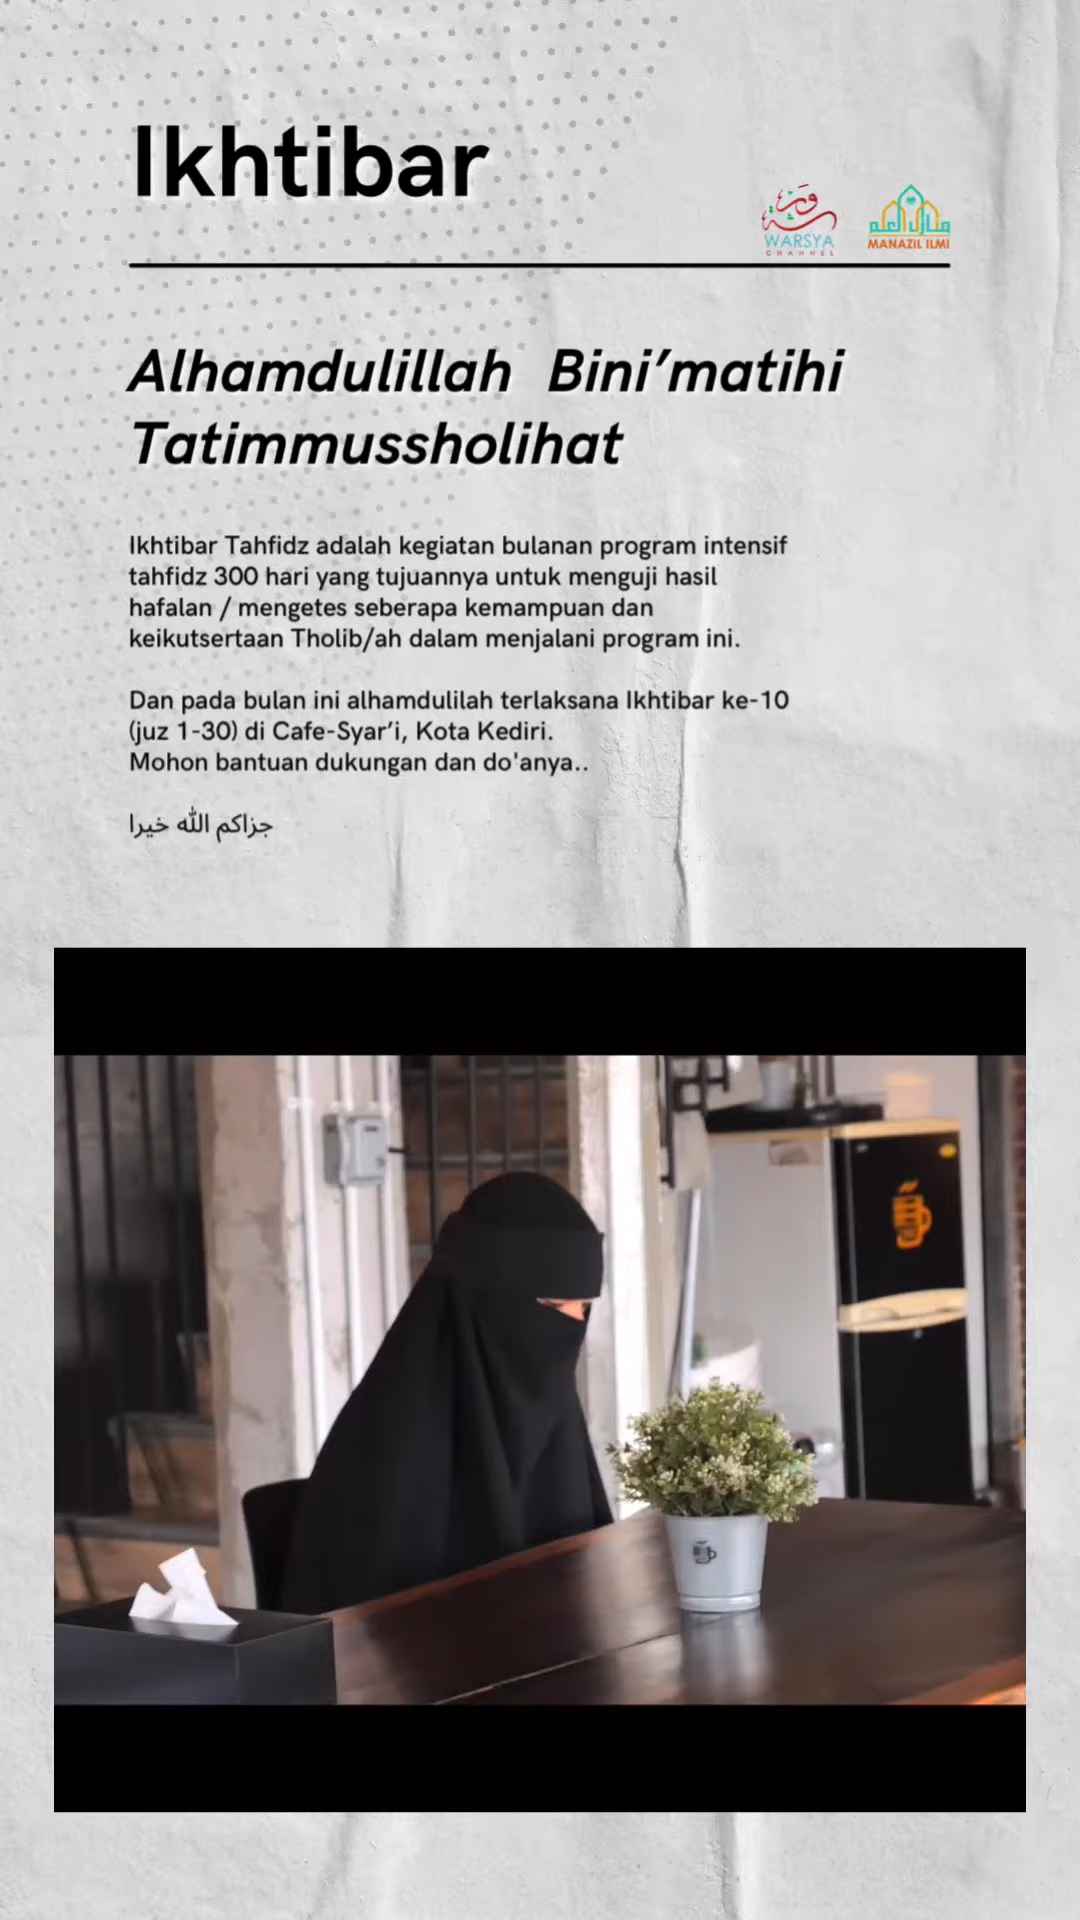 Ikhtibar
قرشية
WARSYA
CHANNEL
منازل العلم
MANAZIL ILMI
Alhamdulillah Bini’matihi
Tatimmussholihat
Ikhtibar Tahfidz adalah kegiatan bulanan program intensif
tahfidz 300 hari yang tujuannya untuk menguji hasil
hafalan / mengetes seberapa kemampuan dan
keikutsertaan Tholib/ah dalam menjalani program ini.
Dan pada bulan ini alhamdulilah terlaksana Ikhtibar ke-10
(juz 1-30) di Cafe-Syar’i, Kota Kediri.
Mohon bantuan dukungan dan do'anya..
جزاكم الله خيرا